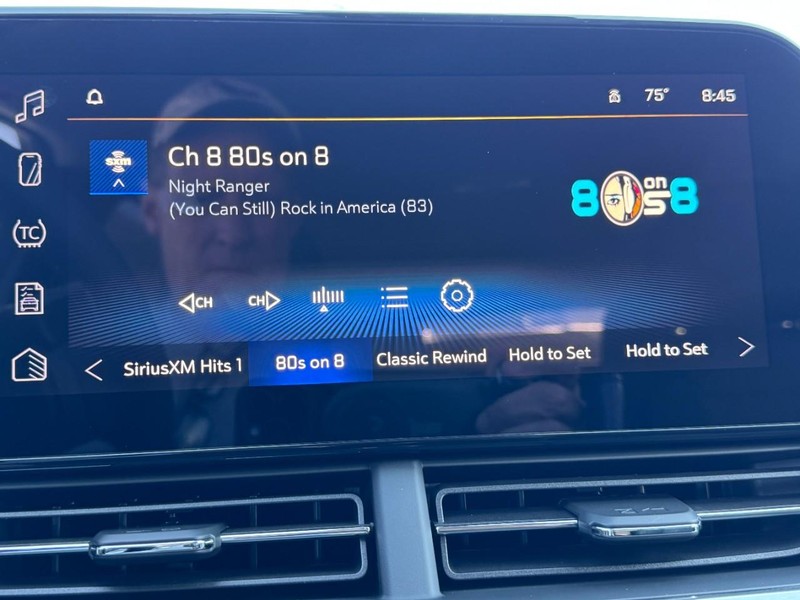 75° 8:45
sxm
Ch 8 80s on 8
Night Ranger
(You Can Still) Rock in America (83)
8 on
s 8
TC
CH CH
SiriusXM Hits 1 80s on 8 Classic Rewind Hold to Set Hold to Set